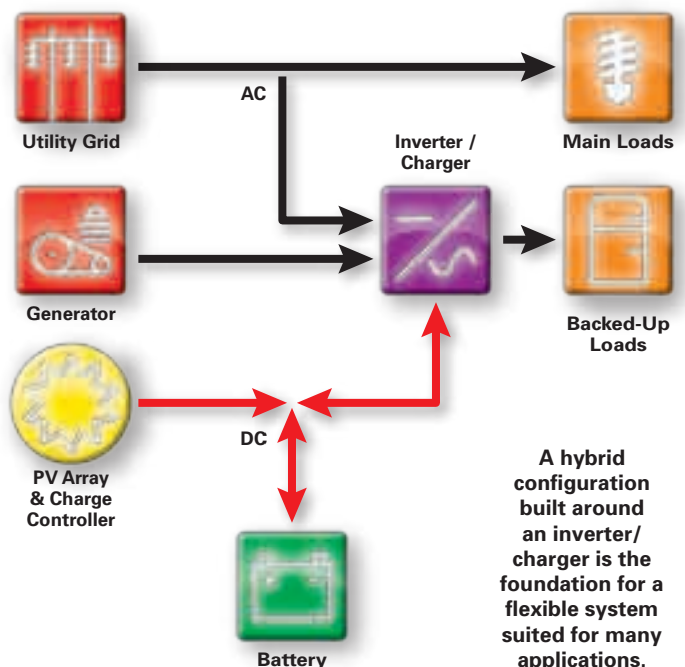 Utility Grid
AC
Main Loads
Inverter /
Charger
Generator
Backed-Up
Loads
PV Array
& Charge
Controller
DC
Battery
A hybrid
configuration
built around
an inverter/
charger is the
foundation for a
flexible system
suited for many
applications.